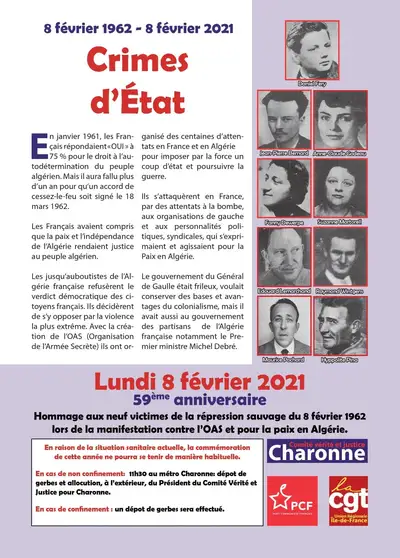 8 février 1962 - 8 février 2021
Crimes
d’État
En janvier 1961, les Fran-
çais répondaient «OUI» à
75 % pour le droit à l’au-
todétermination du peuple
algérien. Mais il aura fallu plus
d’un an pour qu’un accord de
cessez-le-feu soit signé le 18
mars 1962.
Les Français avaient compris
que la paix et l’indépendance
de l’Algérie rendaient justice
au peuple algérien.
Les jusqu’auboutistes de l’Al-
gérie française refusèrent le
verdict démocratique des ci-
toyens français. Ils décidèrent
de s’y opposer par la violence
la plus extrême. Avec la créa-
tion de l’OAS (Organisation
de l’Armée Secrète) ils ont or-
ganisé des centaines d’atten-
tats en France et en Algérie
pour imposer par la force un
coup d’état et poursuivre la
guerre.
Ils s’attaquèrent en France,
par des attentats à la bombe,
aux organisations de gauche
et aux personnalités poli-
tiques, syndicales, qui s’expri-
maient et agissaient pour la
Paix en Algérie.
Le gouvernement du Général
de Gaulle était frileux, voulait
conserver des bases et avan-
tages du colonialisme, mais il
avait aussi au gouvernement
des partisans de l’Algérie
française notamment le Pre-
mier ministre Michel Debré.
Daniel Fery
Jean-Pierre Bernard
Anne-Claude Godeau
Fanny Dewerpe
Suzanne Martorell
Edouard Lemarchand
Raymond Wintgens
Maurice Pochard
Hyppolite Pina
Lundi 8 février 2021
59ème anniversaire
Hommage aux neuf victimes de la répression sauvage du 8 février 1962
lors de la manifestation contre l’OAS et pour la paix en Algérie.
En raison de la situation sanitaire actuelle, la commémoration
de cette année ne pourra se tenir de manière habituelle.
En cas de non confinement: 11h30 au métro Charonne: dépot de
gerbes et allocution, à l’extérieur, du Président du Comité Vérité et
Justice pour Charonne.
En cas de confinement : un dépot de gerbes sera effectué.
Comité vérité et justice
Charonne
PCF
la
cgt
Union Régionale
Ile-de-France